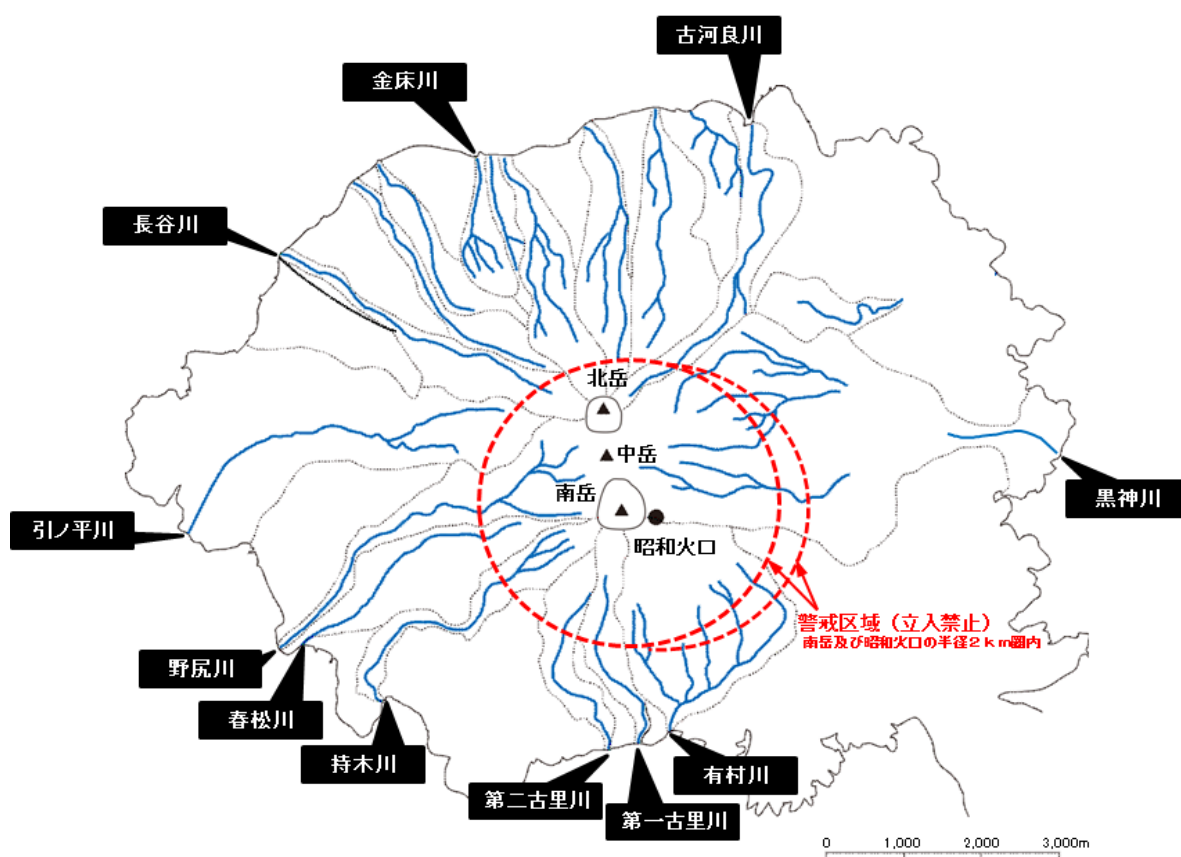 古河良川
金床川
長谷川
北岳
中岳
南岳
昭和火口
黒神川
引ノ平川
警戒区域（立入禁止）
南岳及び昭和火口の半径2km圏内
野尻川
春松川
持木川
有村川
第二古里川
第一古里川
0 1,000 2,000 3,000m